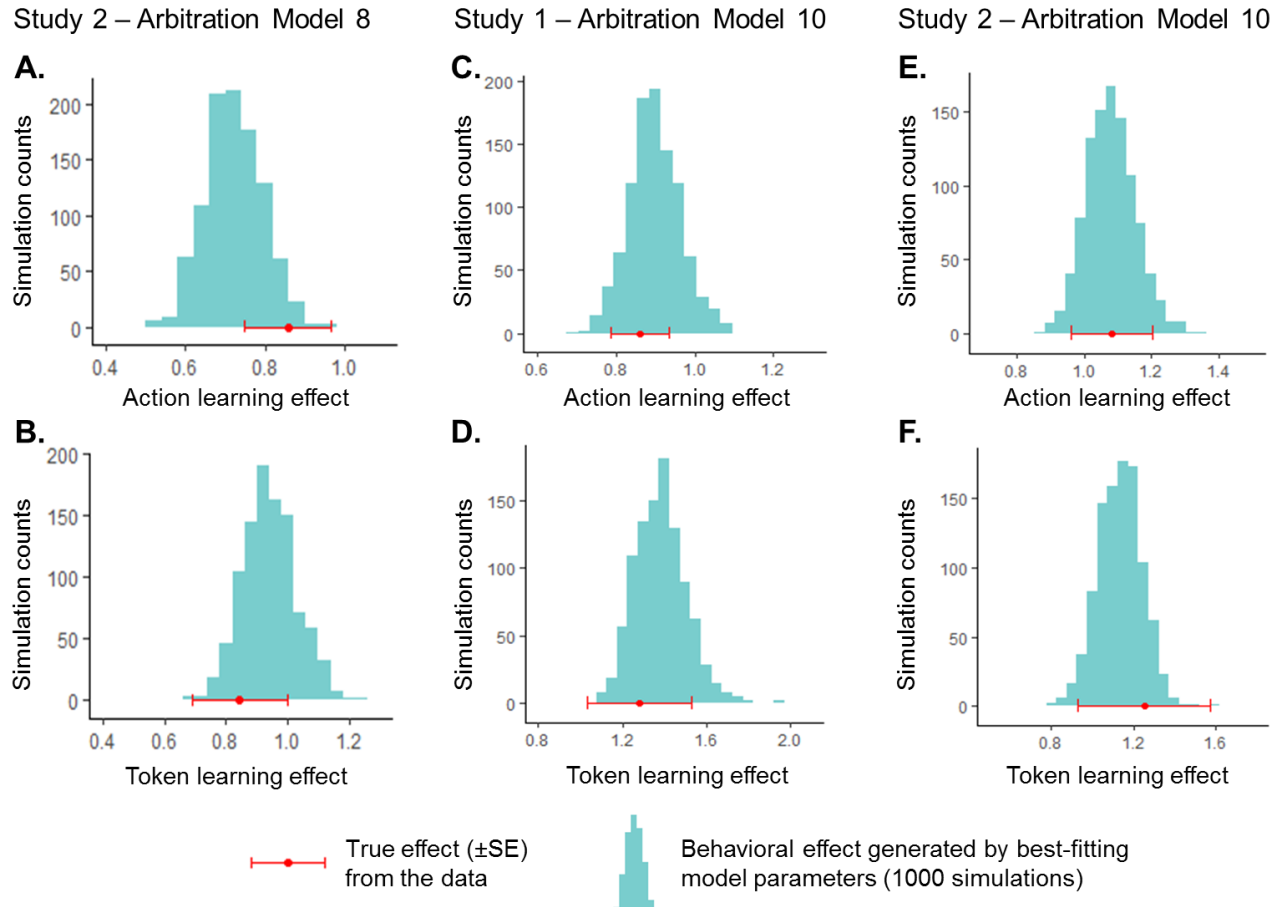 Study 2 – Arbitration Model 8
Study 1 – Arbitration Model 10
Study 2 – Arbitration Model 10
A.
Simulation counts
200
150
100
50
0
0.4 0.6 0.8 1.0
Action learning effect
C.
Simulation counts
200
150
100
50
0
0.6 0.8 1.0 1.2
Action learning effect
E.
Simulation counts
150
100
50
0
0.8 1.0 1.2 1.4
Action learning effect
B.
Simulation counts
200
150
100
50
0
0.4 0.6 0.8 1.0 1.2
Token learning effect
D.
Simulation counts
150
100
50
0
0.8 1.2 1.6 2.0
Token learning effect
F.
Simulation counts
150
100
50
0
0.8 1.2 1.6
Token learning effect
True effect (±SE)
from the data
Behavioral effect generated by best-fitting
model parameters (1000 simulations)